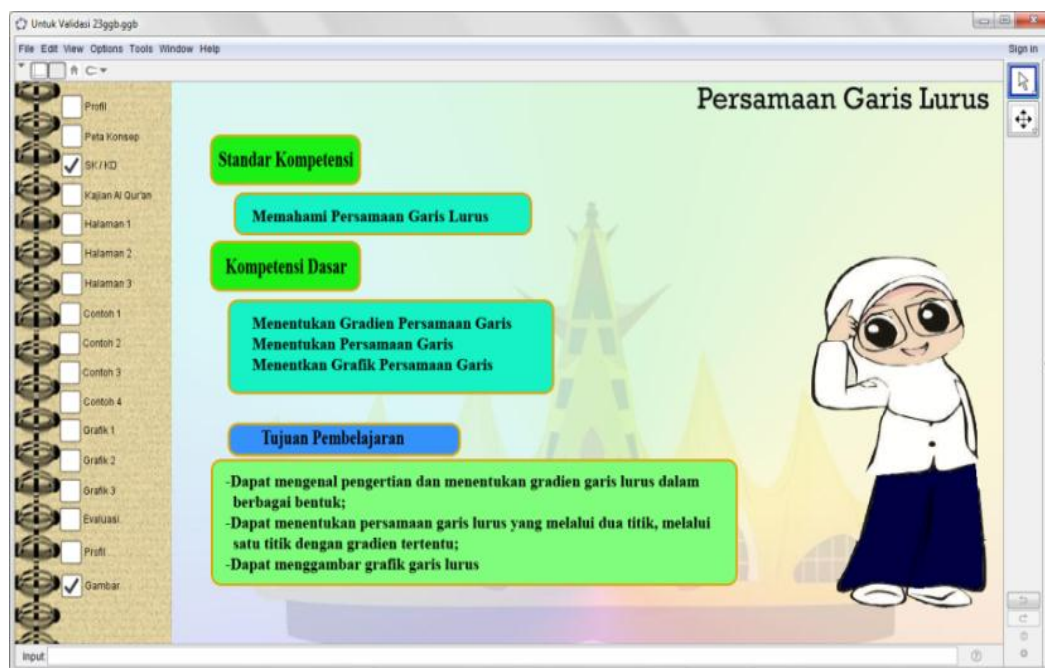 Untuk Validasi 23ggb.ggb
File Edit View Options Tools Window Help
Sign in
Persamaan Garis Lurus
Profil
Peta Konsep
SK / KD
Kajian Al Qur'an
Halaman 1
Halaman 2
Halaman 3
Contoh 1
Contoh 2
Contoh 3
Contoh 4
Grafik 1
Grafik 2
Grafik 3
Evaluasi
Profil
Gambar
Standar Kompetensi
Memahami Persamaan Garis Lurus
Kompetensi Dasar
Menentukan Gradien Persamaan Garis
Menentukan Persamaan Garis
Menentkan Grafik Persamaan Garis
Tujuan Pembelajaran
-Dapat mengenal pengertian dan menentukan gradien garis lurus dalam
berbagai bentuk;
-Dapat menentukan persamaan garis lurus yang melalui dua titik, melalui
satu titik dengan gradien tertentu;
-Dapat menggambar grafik garis lurus
Input: